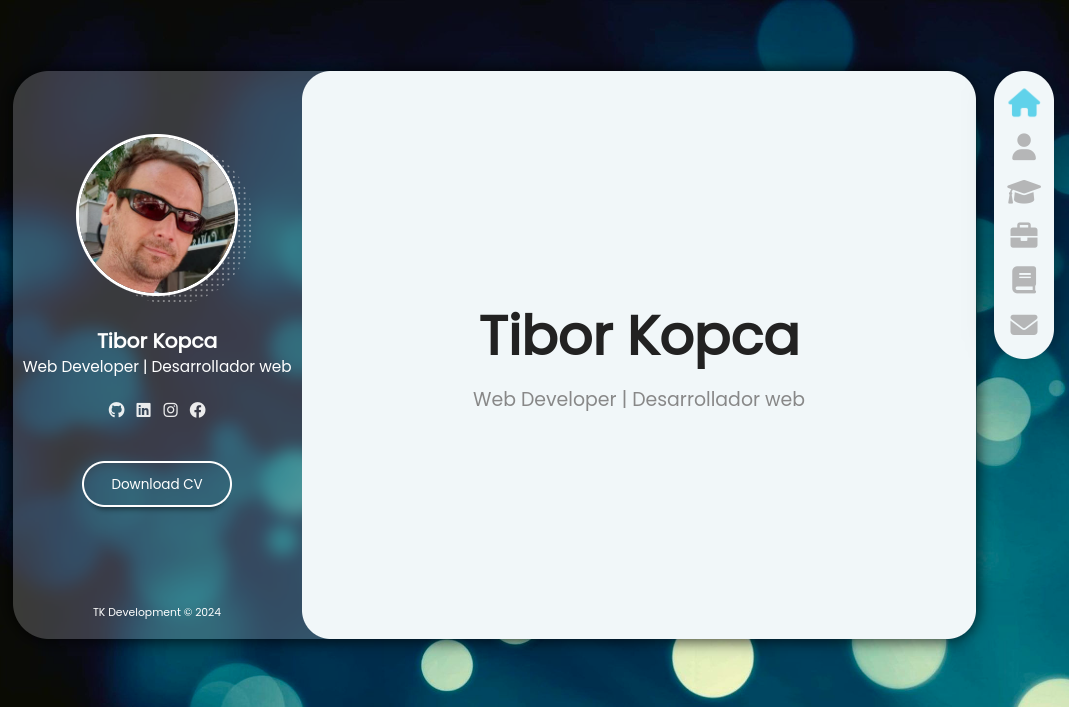 Tibor Kopca
Web Developer | Desarrollador web
Download CV
TK Development © 2024
Tibor Kopca
Web Developer | Desarrollador web